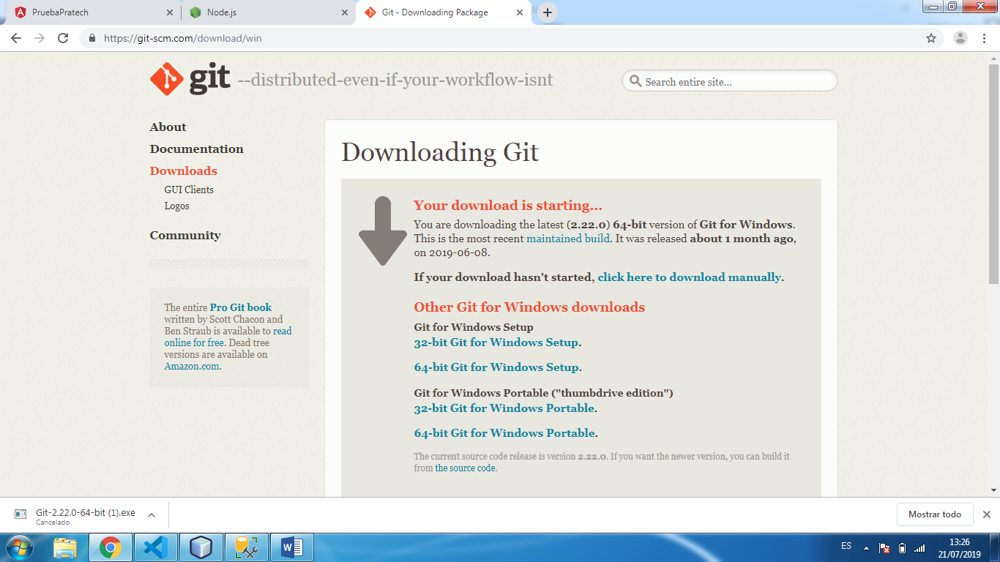 PruebaPratech
Node.js
Git - Downloading Package
https://git-scm.com/download/win
git
--distributed-even-if-your-workflow-isnt
Search entire site...
About
Documentation
Downloads
GUI Clients
Logos
Community
The entire Pro Git book
written by Scott Chacon and
Ben Straub is available to read
online for free. Dead tree
versions are available on
Amazon.com.
Downloading Git
Your download is starting...
You are downloading the latest (2.22.0) 64-bit version of Git for Windows.
This is the most recent maintained build. It was released about 1 month ago,
on 2019-06-08.
If your download hasn't started, click here to download manually.
Other Git for Windows downloads
Git for Windows Setup
32-bit Git for Windows Setup.
64-bit Git for Windows Setup.
Git for Windows Portable ("thumbdrive edition")
32-bit Git for Windows Portable.
64-bit Git for Windows Portable.
The current source code release is version 2.22.0. If you want the newer version, you can build it
from the source code.
Git-2.22.0-64-bit (1).exe
Cancelado
Mostrar todo
ES
13:26
21/07/2019